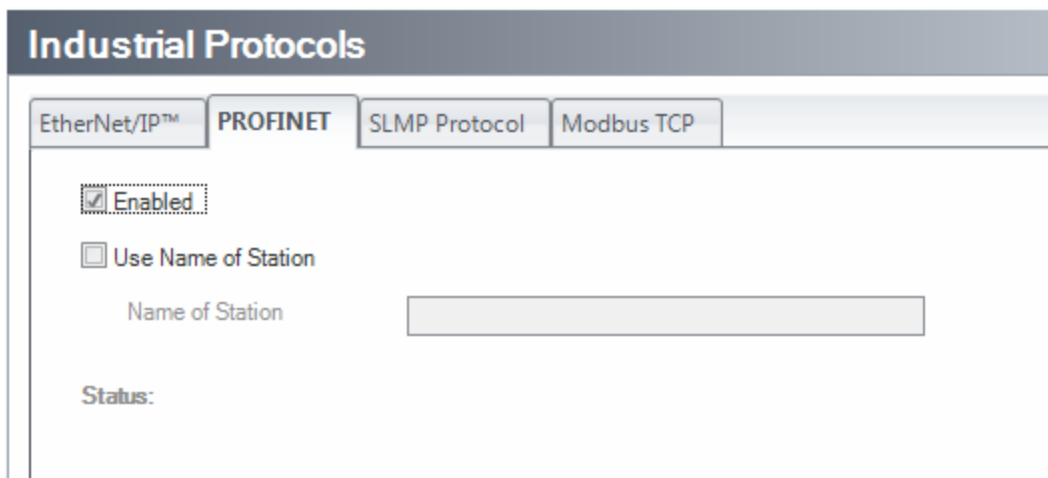 Industrial Protocols
EtherNet/IP™ PROFINET SLMP Protocol Modbus TCP
Enabled
Use Name of Station
Name of Station
Status: